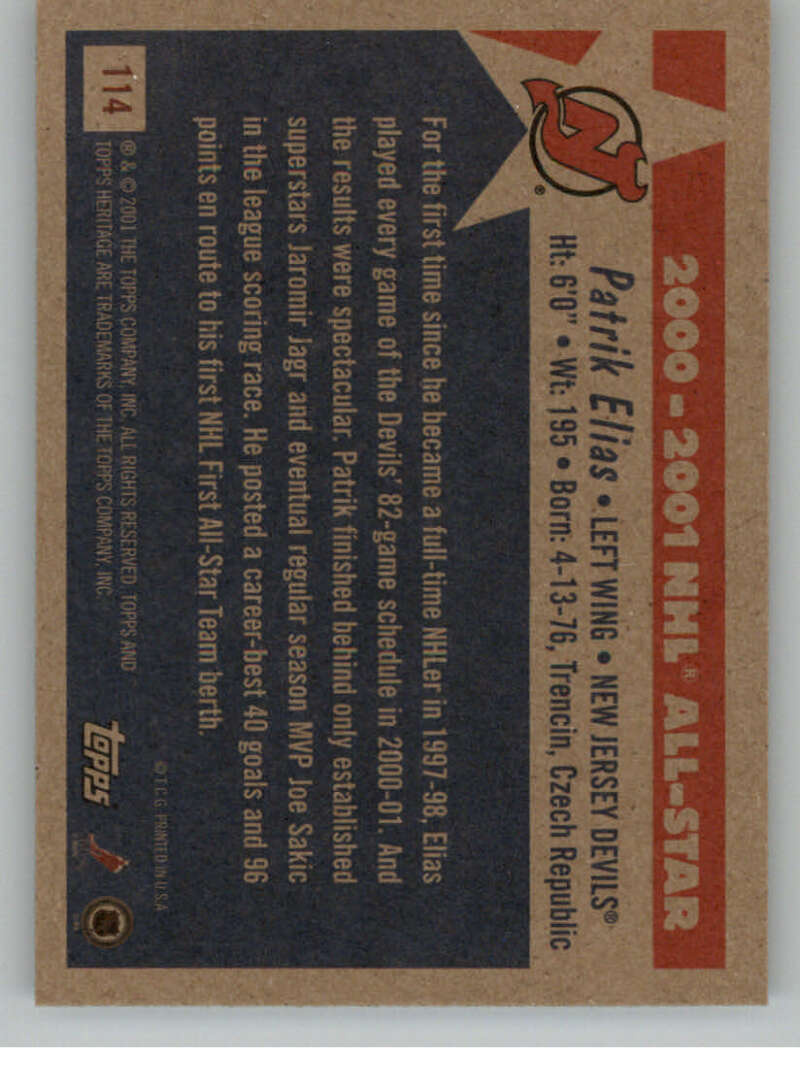 2000 - 2001 NHL® ALL-STAR
Patrik Elias • LEFT WING • NEW JERSEY DEVILS®
Ht: 6'0" • Wt: 195 • Born: 4-13-76, Trencin, Czech Republic
®
For the first time since he became a full-time NHLer in 1997-98, Elias
played every game of the Devils' 82-game schedule in 2000-01. And
the results were spectacular. Patrik finished behind only established
superstars Jaromir Jagr and eventual regular season MVP Joe Sakic
in the league scoring race. He posted a career-best 40 goals and 96
points en route to his first NHL First All-Star Team berth.
114
® & © 2001 THE TOPPS COMPANY, INC. ALL RIGHTS RESERVED. TOPPS AND
TOPPS HERITAGE ARE TRADEMARKS OF THE TOPPS COMPANY, INC.
© T.C.G. PRINTED IN U.S.A.
topps